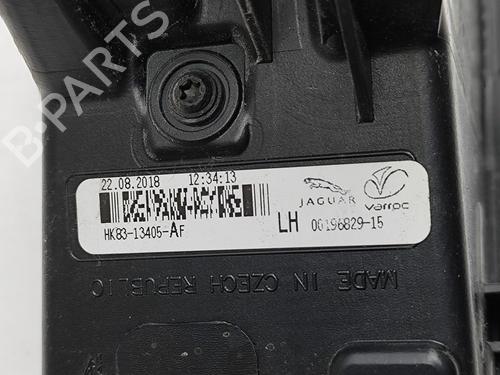 B-PARTS
22.08.2018 12:34:13
JAGUAR varroc
HK83-13405-AF LH 00196829-15
MADE IN CZECH REPUBLIC